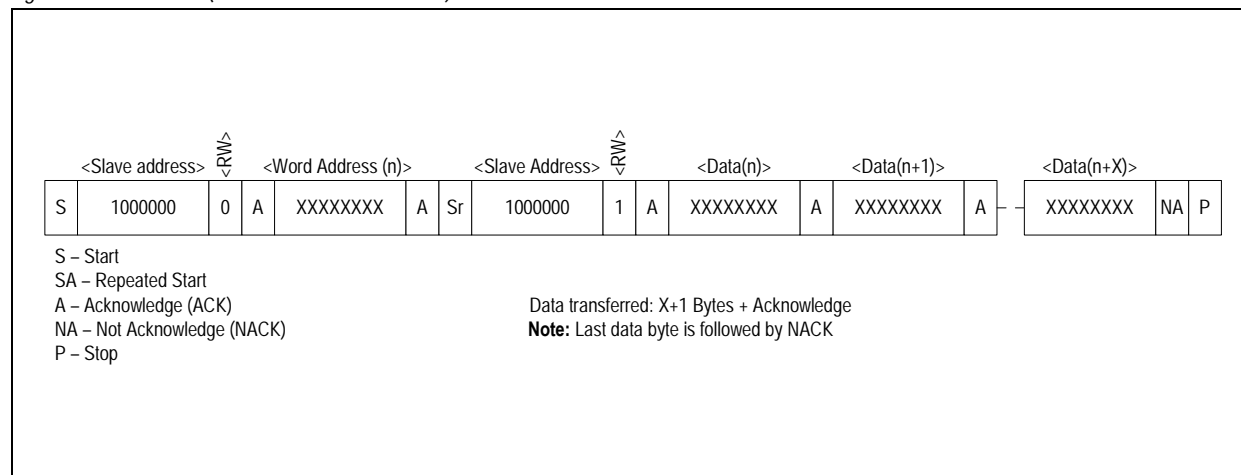 <Slave address> <RW> <Word Address (n)> <Slave Address> <RW> <Data(n)> <Data(n+1)> <Data(n+X)>
S 1000000 0 A XXXXXXXX A Sr 1000000 1 A XXXXXXXX A XXXXXXXX A XXXXXXXX NA P
S – Start
SA – Repeated Start
A – Acknowledge (ACK)
NA – Not Acknowledge (NACK)
P – Stop
Data transferred: X+1 Bytes + Acknowledge
Note: Last data byte is followed by NACK